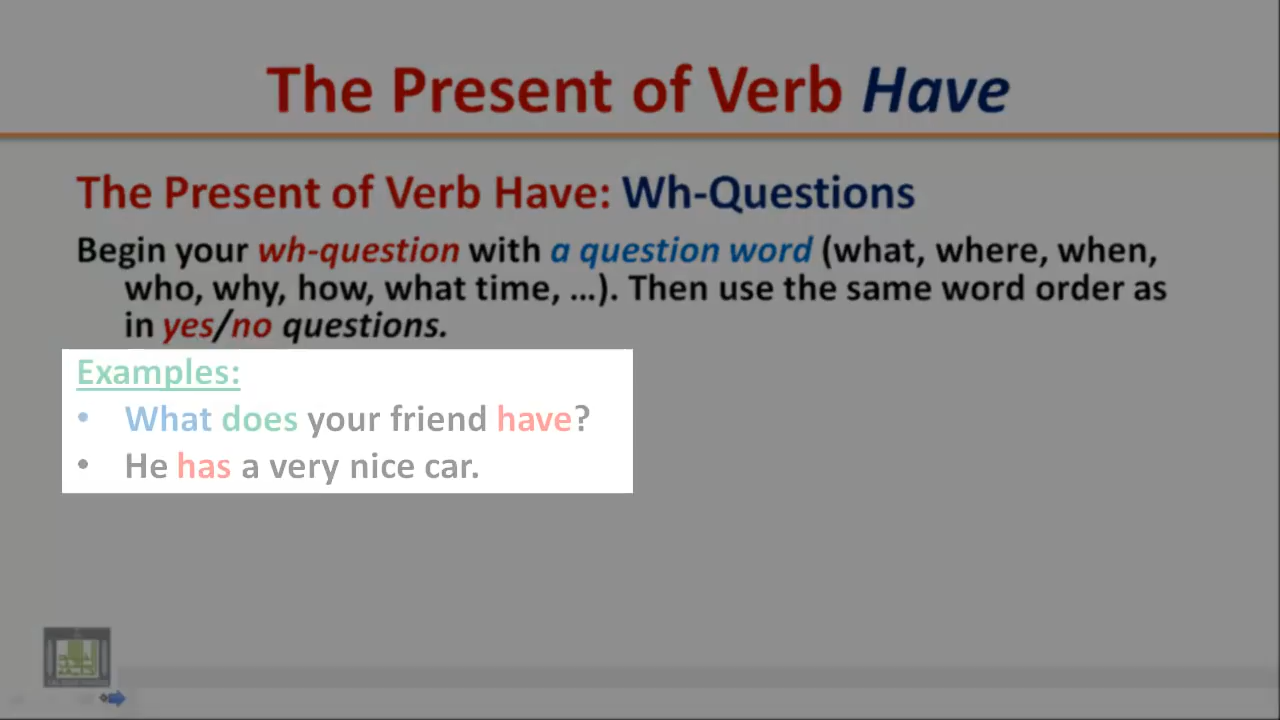 The Present of Verb Have
The Present of Verb Have: Wh-Questions
Begin your wh-question with a question word (what, where, when,
who, why, how, what time, ...). Then use the same word order as
in yes/no questions.
Examples:
• What does your friend have?
• He has a very nice car.